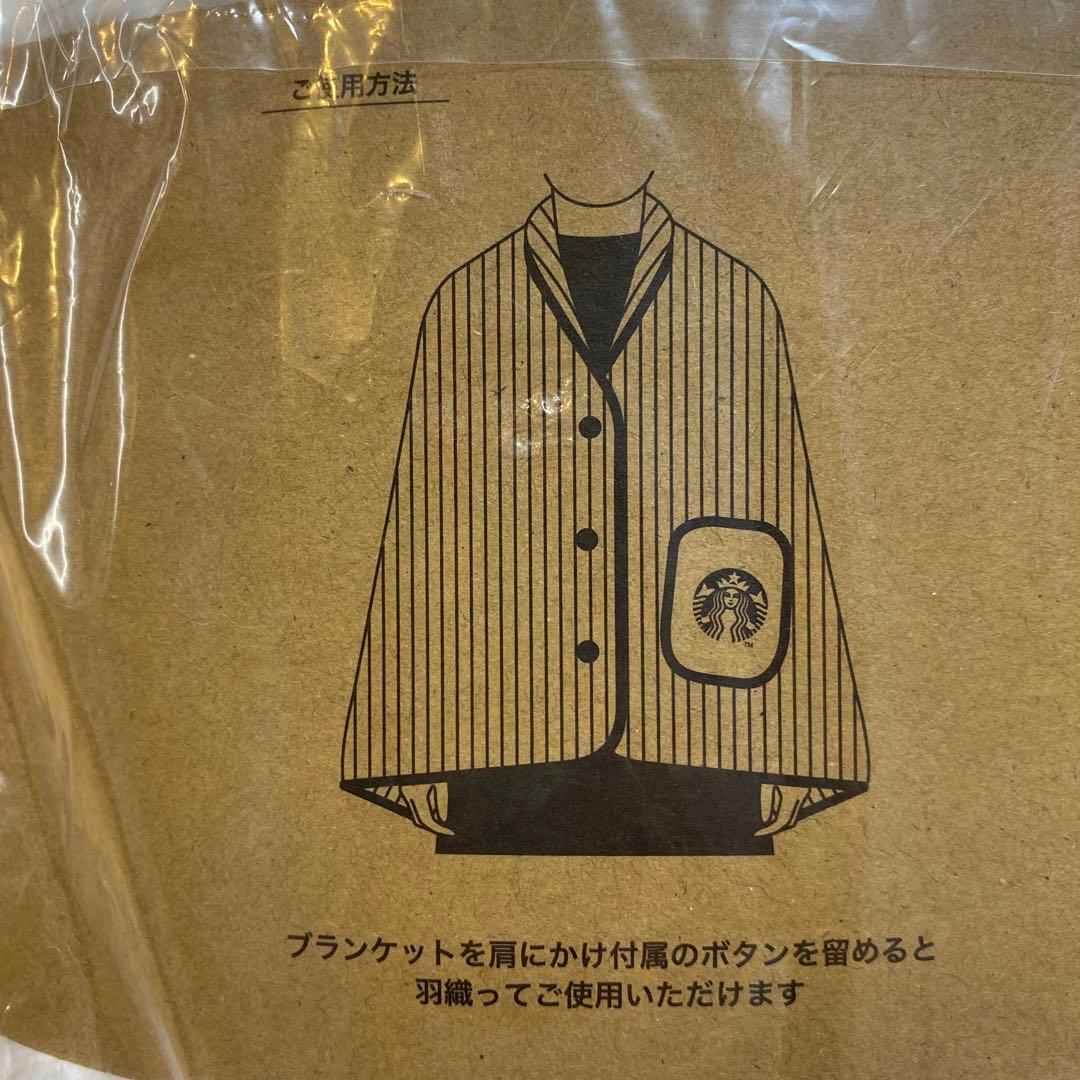 ご使用方法
TM
ブランケットを肩にかけ付属のボタンを留めると
羽織ってご使用いただけます